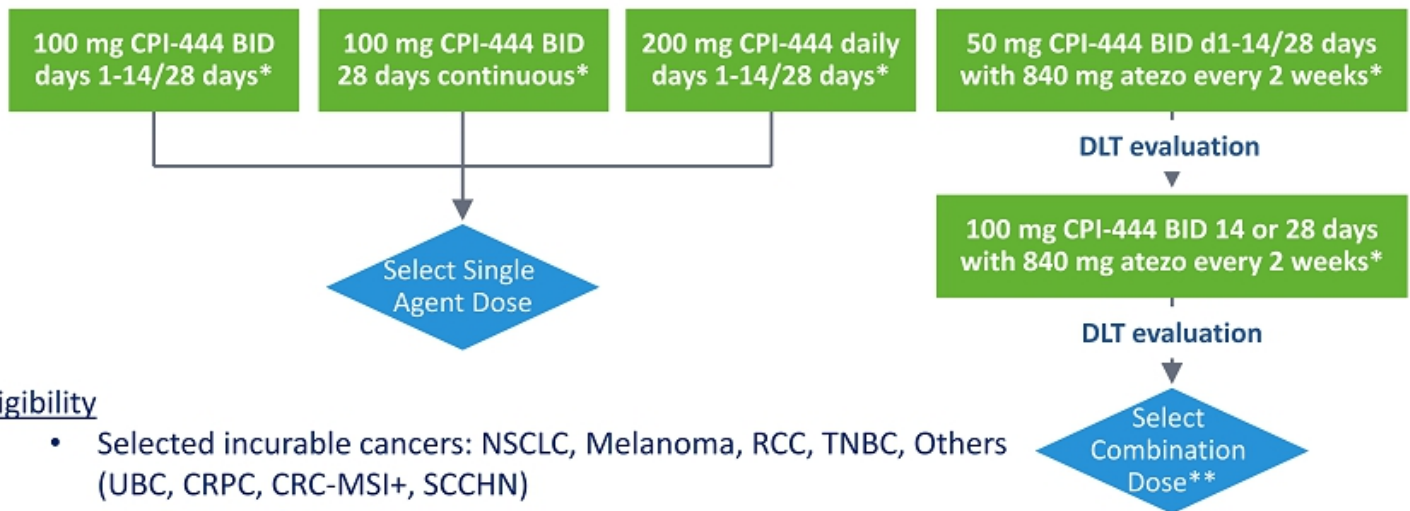 100 mg CPI-444 BID
days 1-14/28 days*
100 mg CPI-444 BID
28 days continuous*
200 mg CPI-444 daily
days 1-14/28 days*
50 mg CPI-444 BID d1-14/28 days
with 840 mg atezo every 2 weeks*
DLT evaluation
100 mg CPI-444 BID 14 or 28 days
with 840 mg atezo every 2 weeks*
Select Single
Agent Dose
DLT evaluation
Select
Combination
Dose**
igibility
• Selected incurable cancers: NSCLC, Melanoma, RCC, TNBC, Others
(UBC, CRPC, CRC-MSI+, SCCHN)